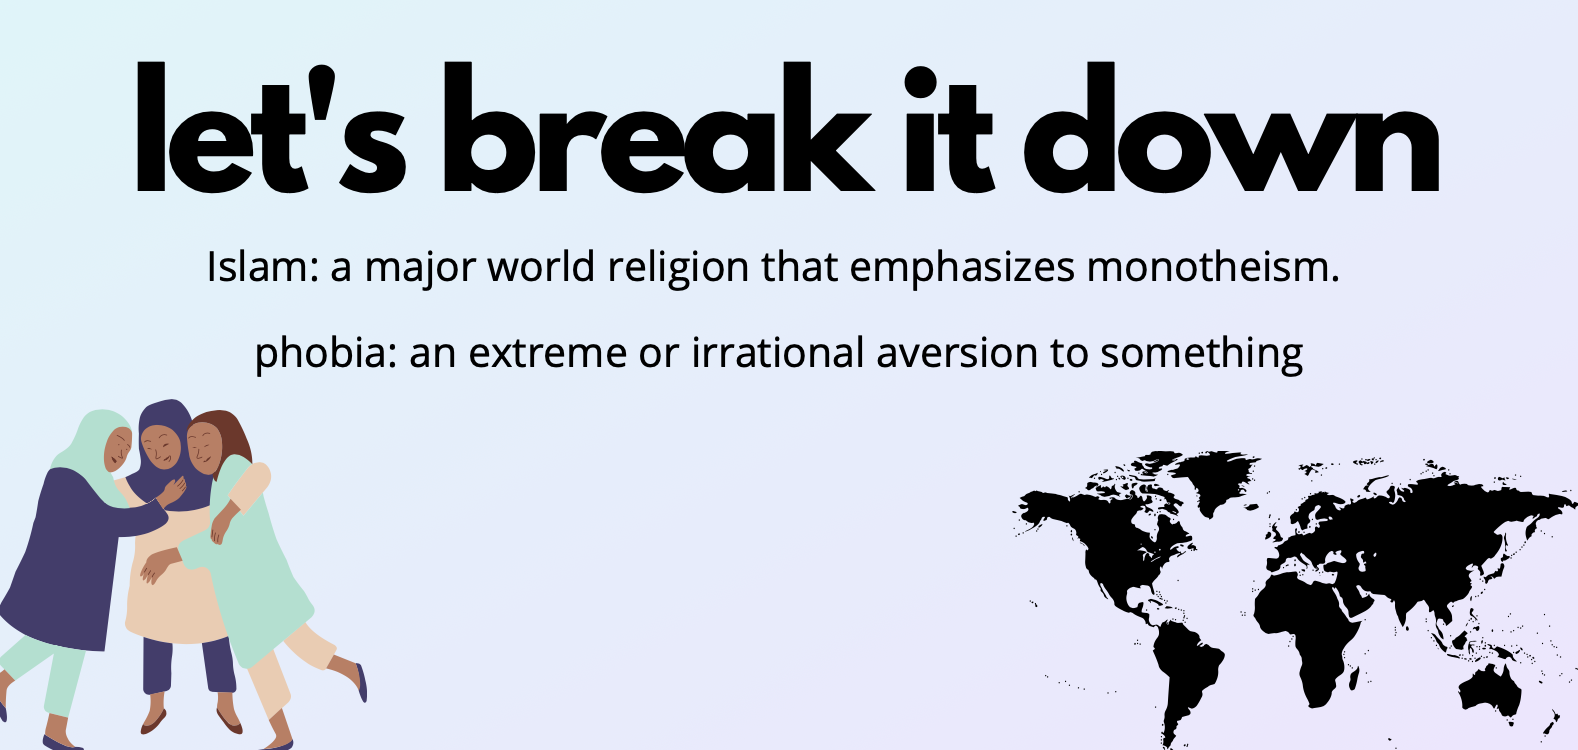 let's break it down
Islam: a major world religion that emphasizes monotheism.
phobia: an extreme or irrational aversion to something